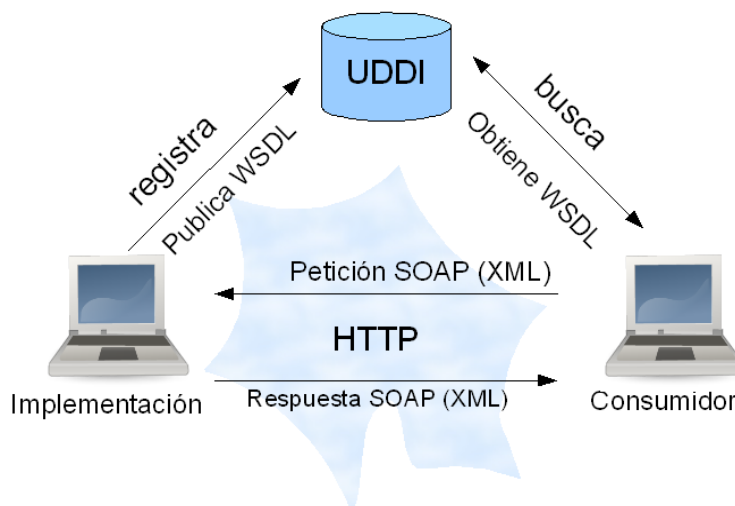 UDDI
registra
Publica WSDL
busca
Obtiene WSDL
Petición SOAP (XML)
HTTP
Respuesta SOAP (XML)
Implementación
Consumidor